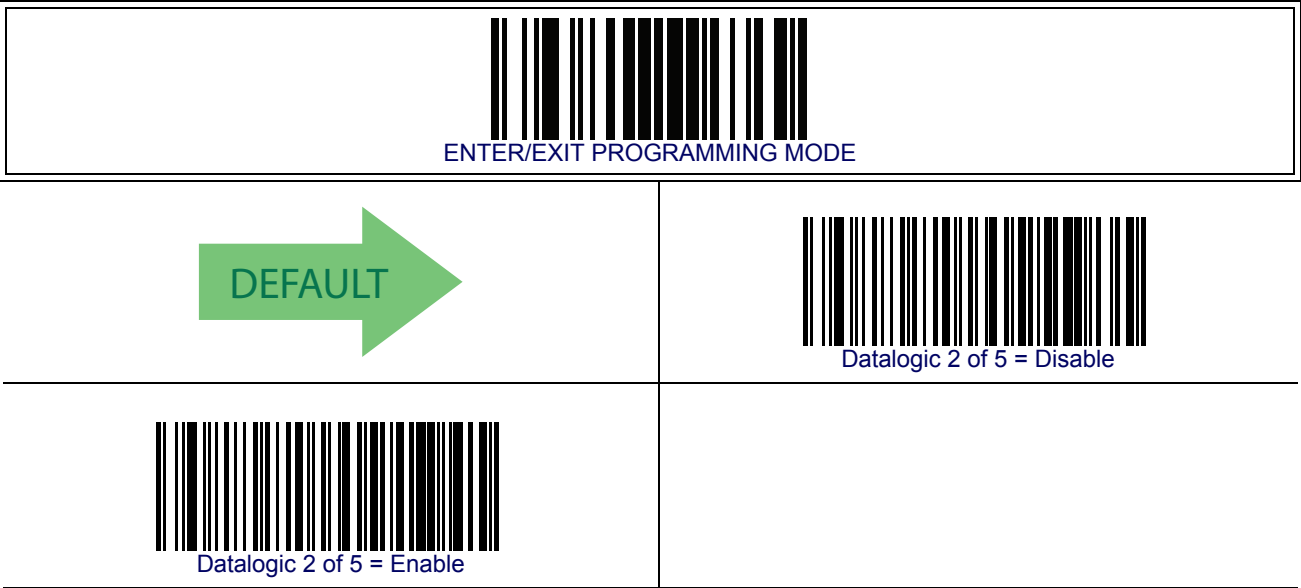 ENTER/EXIT PROGRAMMING MODE
DEFAULT
Datalogic 2 of 5 = Disable
Datalogic 2 of 5 = Enable